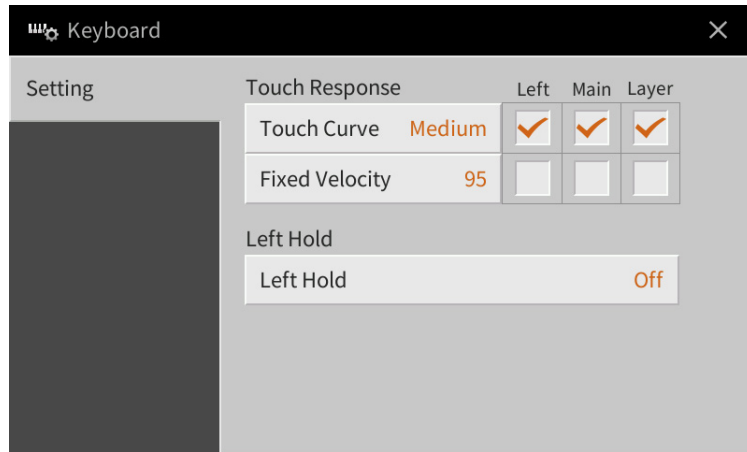 Keyboard
Setting
Touch Response Left Main Layer
Touch Curve Medium
Fixed Velocity 95
Left Hold
Left Hold Off